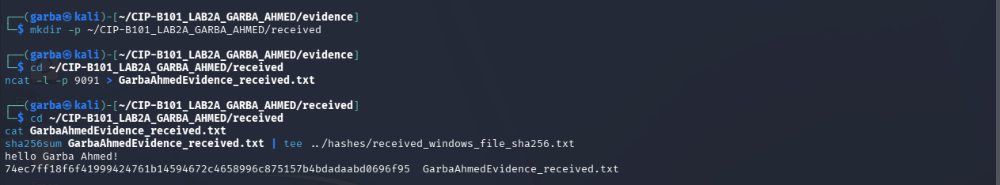 ┌──(garba㉿kali)-[~/CIP-B101_LAB2A_GARBA_AHMED/evidence]
└─$ mkdir -p ~/CIP-B101_LAB2A_GARBA_AHMED/received
┌──(garba㉿kali)-[~/CIP-B101_LAB2A_GARBA_AHMED/evidence]
└─$ cd ~/CIP-B101_LAB2A_GARBA_AHMED/received
ncat -l -p 9091 > GarbaAhmedEvidence_received.txt
┌──(garba㉿kali)-[~/CIP-B101_LAB2A_GARBA_AHMED/received]
└─$ cd ~/CIP-B101_LAB2A_GARBA_AHMED/received
cat GarbaAhmedEvidence_received.txt
sha256sum GarbaAhmedEvidence_received.txt | tee ../hashes/received_windows_file_sha256.txt
hello Garba Ahmed!
74ec7ff18f6f41999424761b14594672c4658996c875157b4bdadaabd0696f95  GarbaAhmedEvidence_received.txt